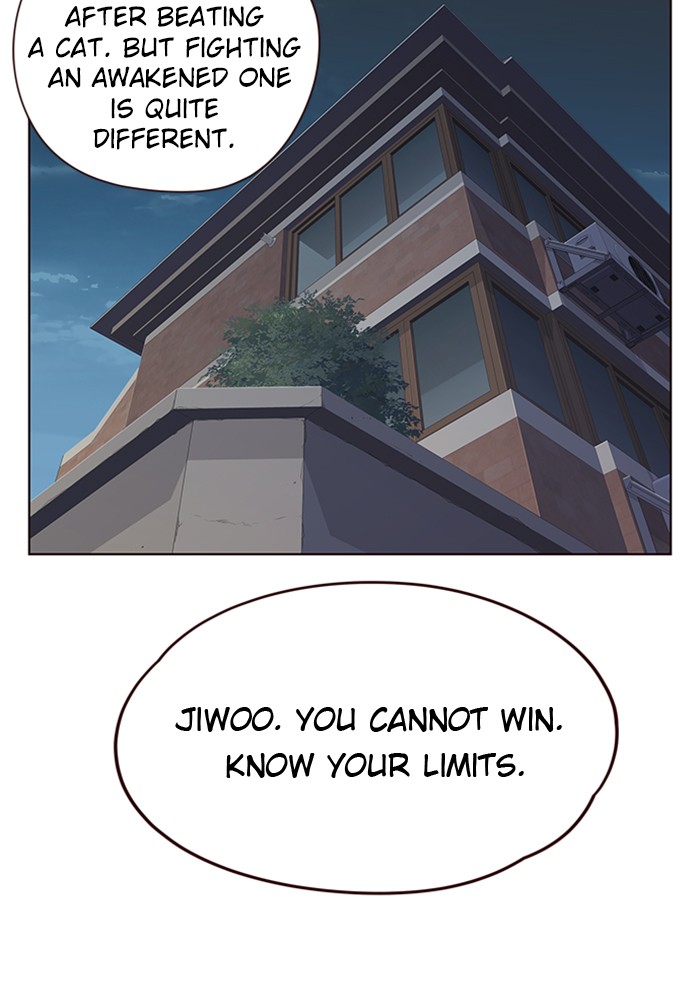 AFTER BEATING
A CAT. BUT FIGHTING
AN AWAKENED ONE
IS QUITE
DIFFERENT.
JIWOO. YOU CANNOT WIN.
KNOW YOUR LIMITS.